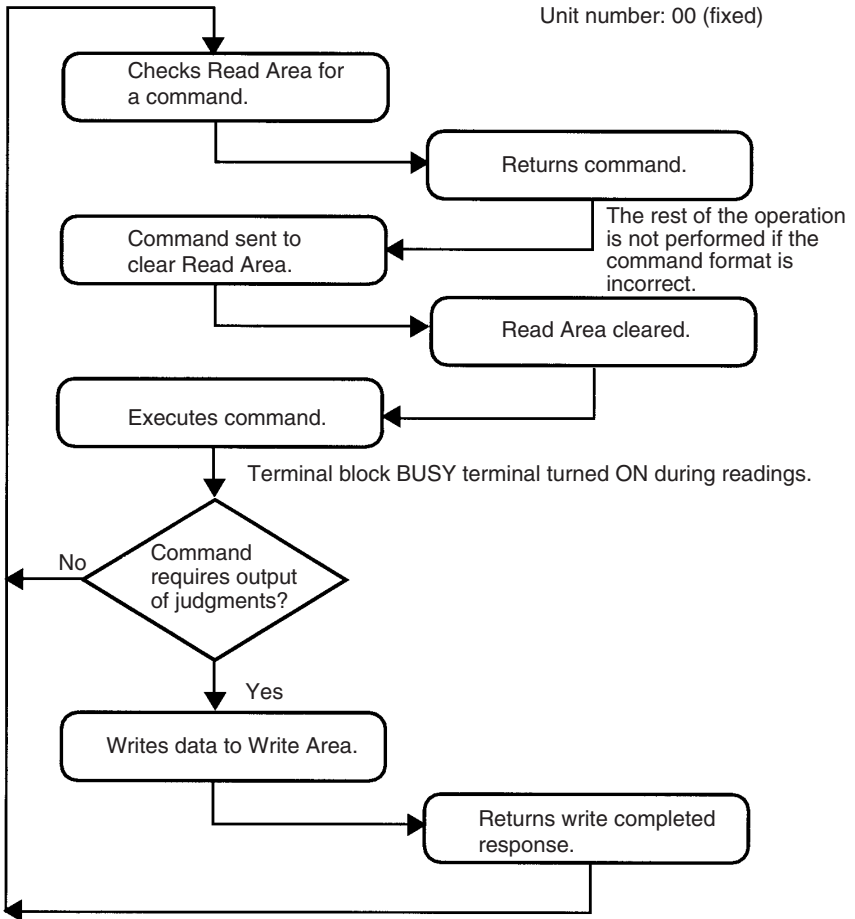 Unit number: 00 (fixed)
Checks Read Area for
a command.
Returns command.
The rest of the operation
is not performed if the
command format is
incorrect.
Command sent to
clear Read Area.
Read Area cleared.
Executes command.
Terminal block BUSY terminal turned ON during readings.
No
Command
requires output
of judgments?
Yes
Writes data to Write Area.
Returns write completed
response.